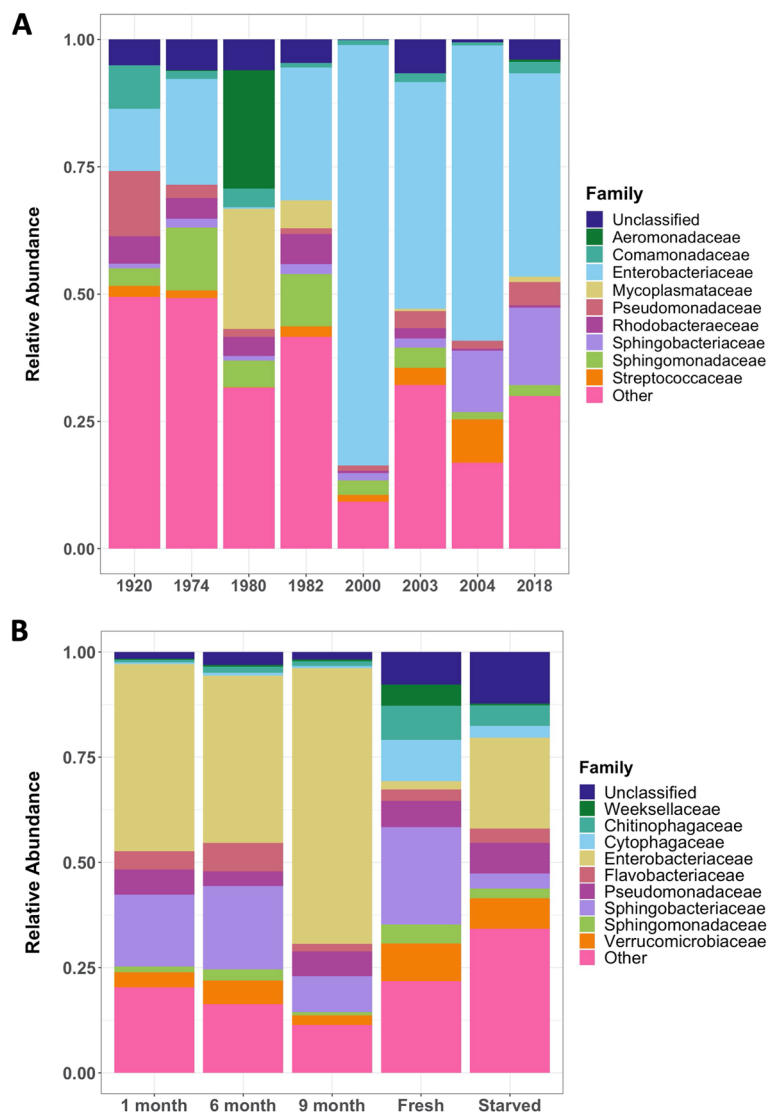 A
Relative Abundance
1.00
0.75
0.50
0.25
0.00
1920 1974 1980 1982 2000 2003 2004 2018
Family
Unclassified
Aeromonadaceae
Comamonadaceae
Enterobacteriaceae
Mycoplasmataceae
Pseudomonadaceae
Rhodobacteraeceae
Sphingobacteriaceae
Sphingomonadaceae
Streptococcaceae
Other
B
Relative Abundance
1.00
0.75
0.50
0.25
0.00
1 month 6 month 9 month Fresh Starved
Family
Unclassified
Weeksellaceae
Chitinophagaceae
Cytophagaceae
Enterobacteriaceae
Flavobacteriaceae
Pseudomonadaceae
Sphingobacteriaceae
Sphingomonadaceae
Verrucomicrobiaceae
Other